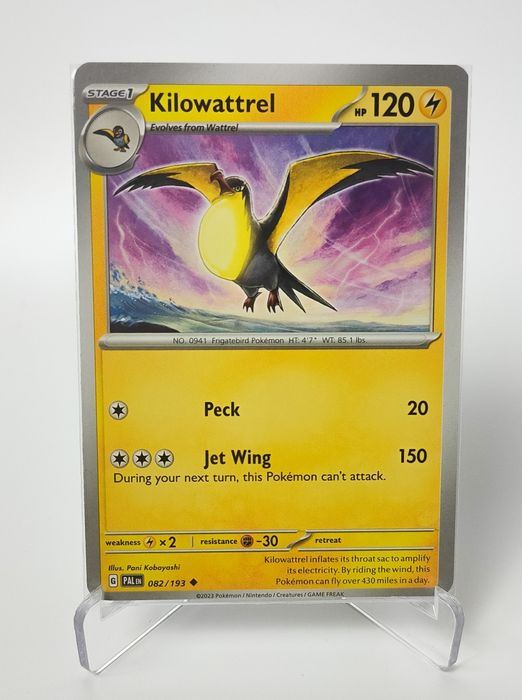 STAGE1
Kilowattrel
HP 120
Evolves from Wattrel
NO. 0941 Frigatebird Pokémon HT: 4'7" WT: 85.1 lbs.
Peck 20
Jet Wing 150
During your next turn, this Pokémon can't attack.
weakness ×2 resistance -30 retreat
Illus. Pani Kobayashi
G PAL EN 082/193
Kilowattrel inflates its throat sac to amplify
its electricity. By riding the wind, this
Pokémon can fly over 430 miles in a day.
©2023 Pokémon / Nintendo / Creatures / GAME FREAK